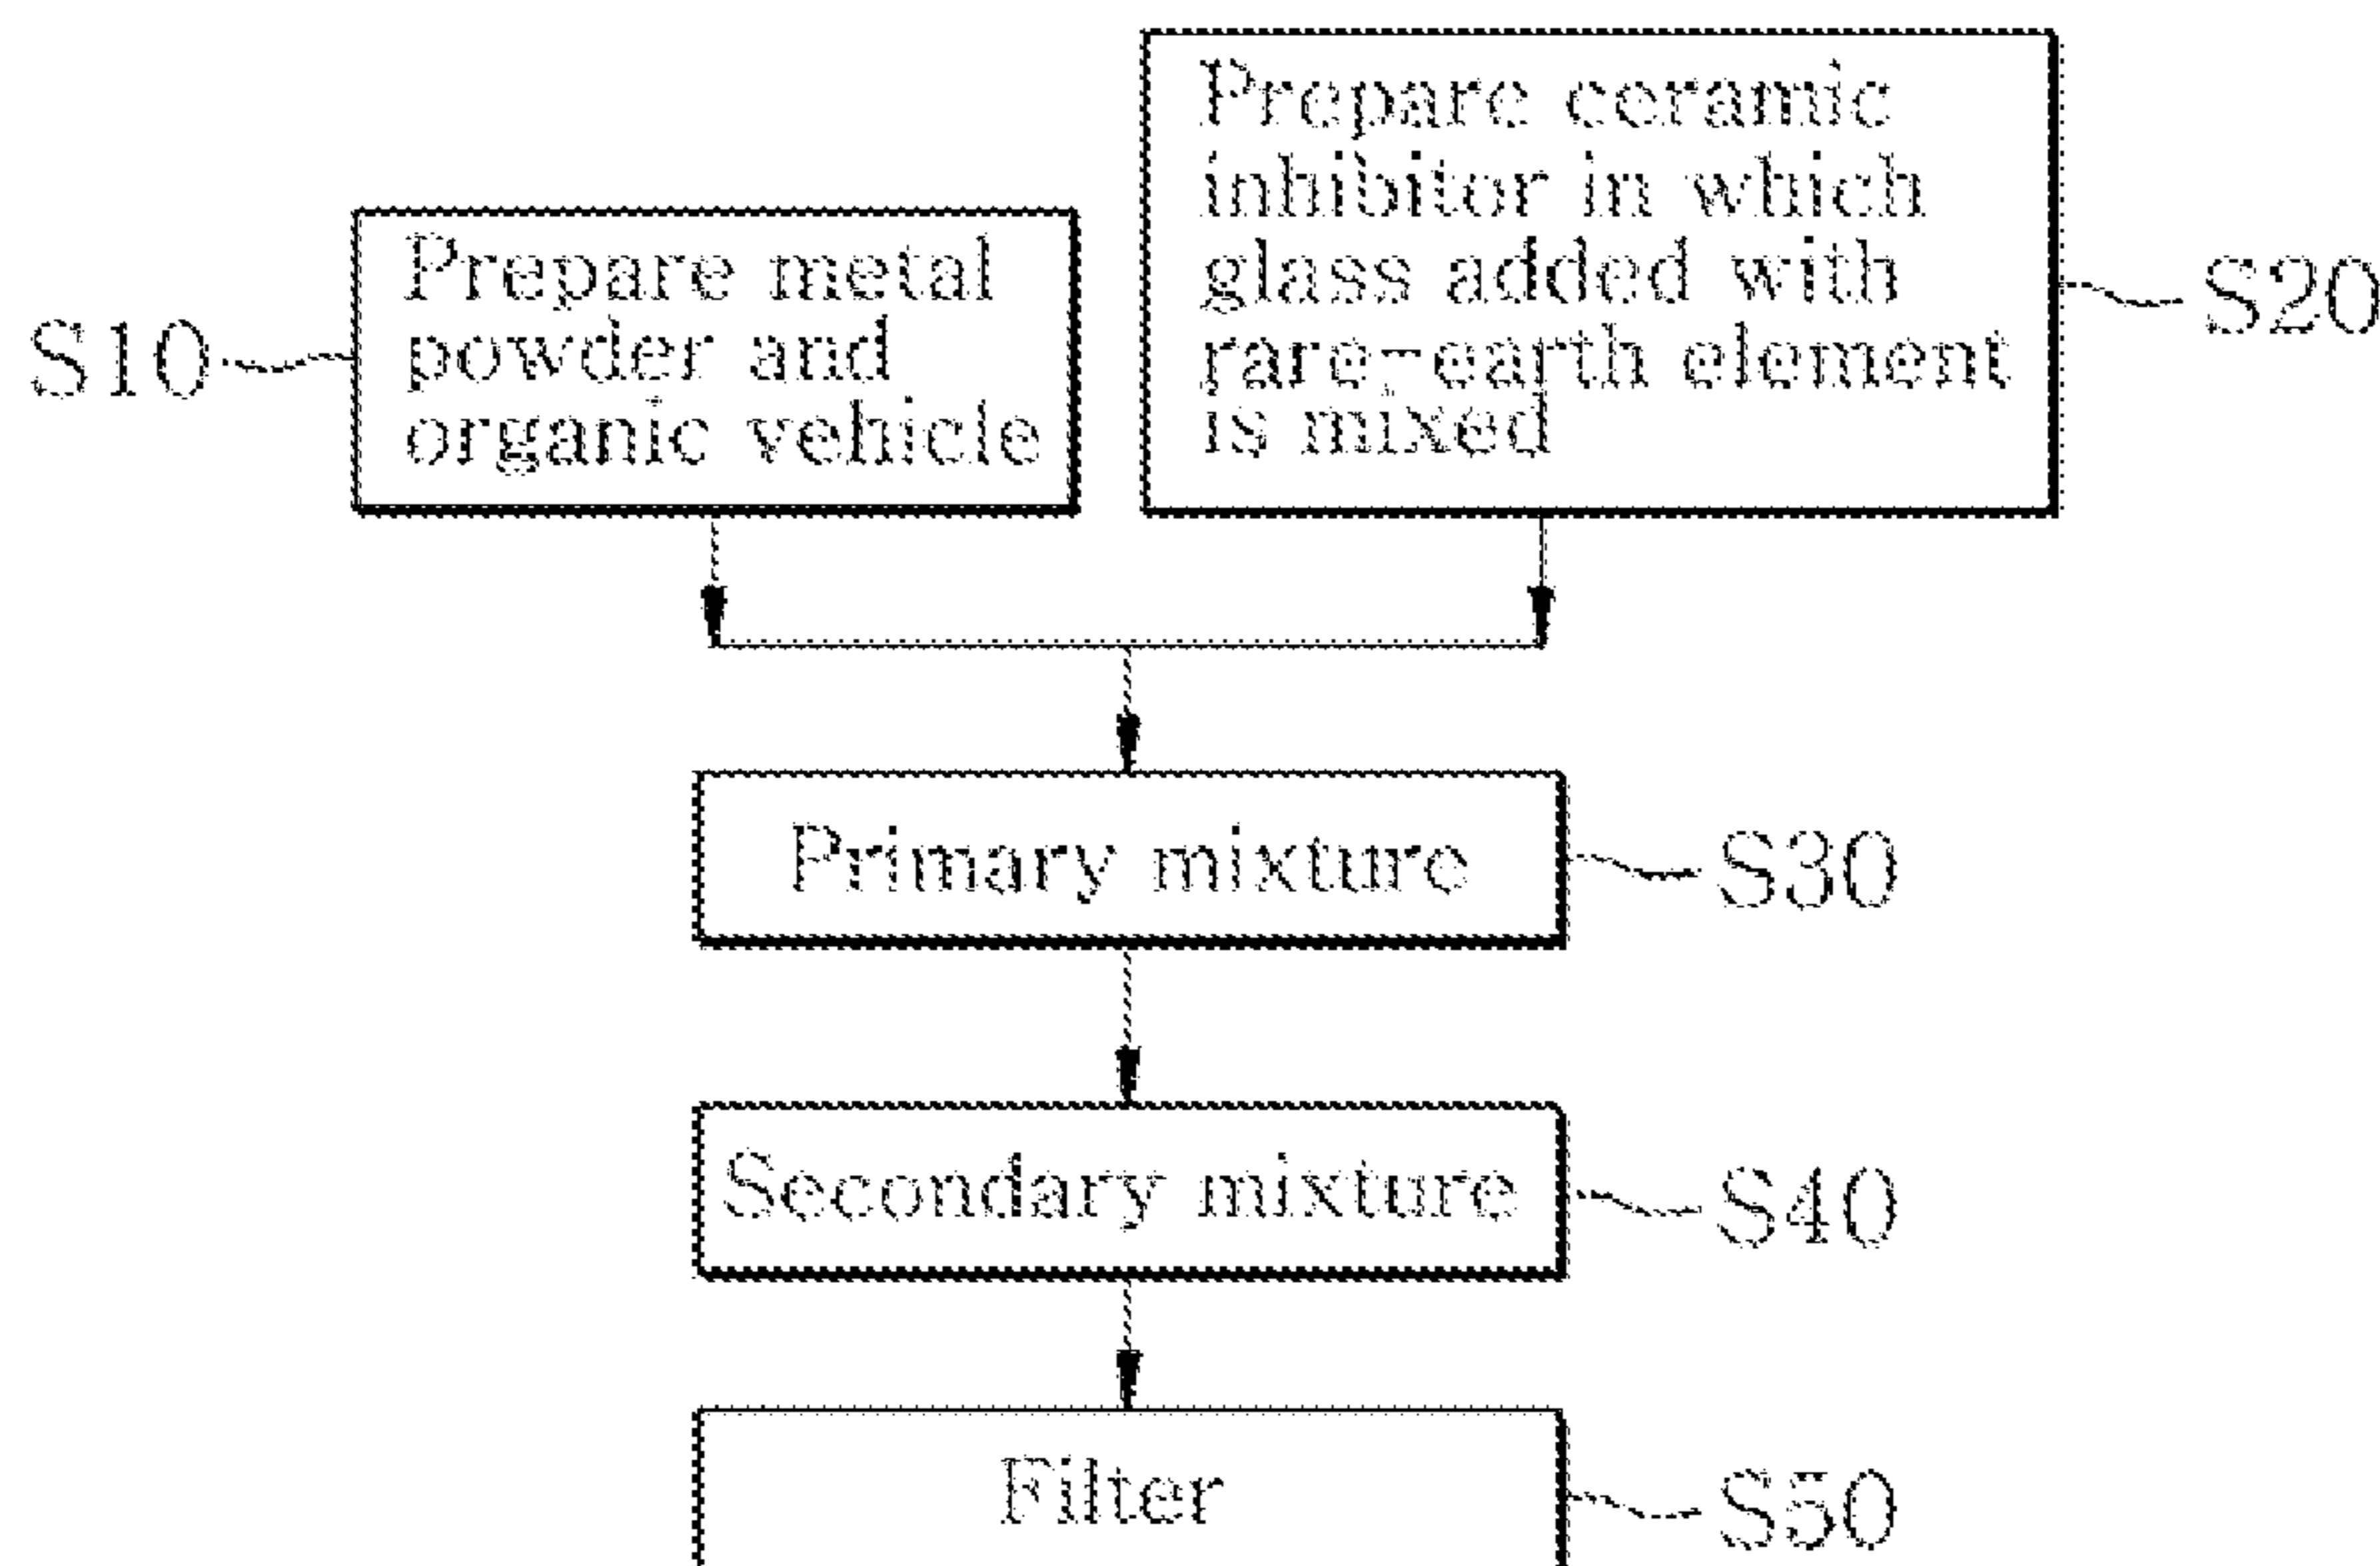 S10
Prepare metal
powder and
organic vehicle
Prepare ceramic
inhibitor in which
glass added with
rare-earth element
is mixed
S20
Primary mixture
S30
Secondary mixture
S40
Filter
S50